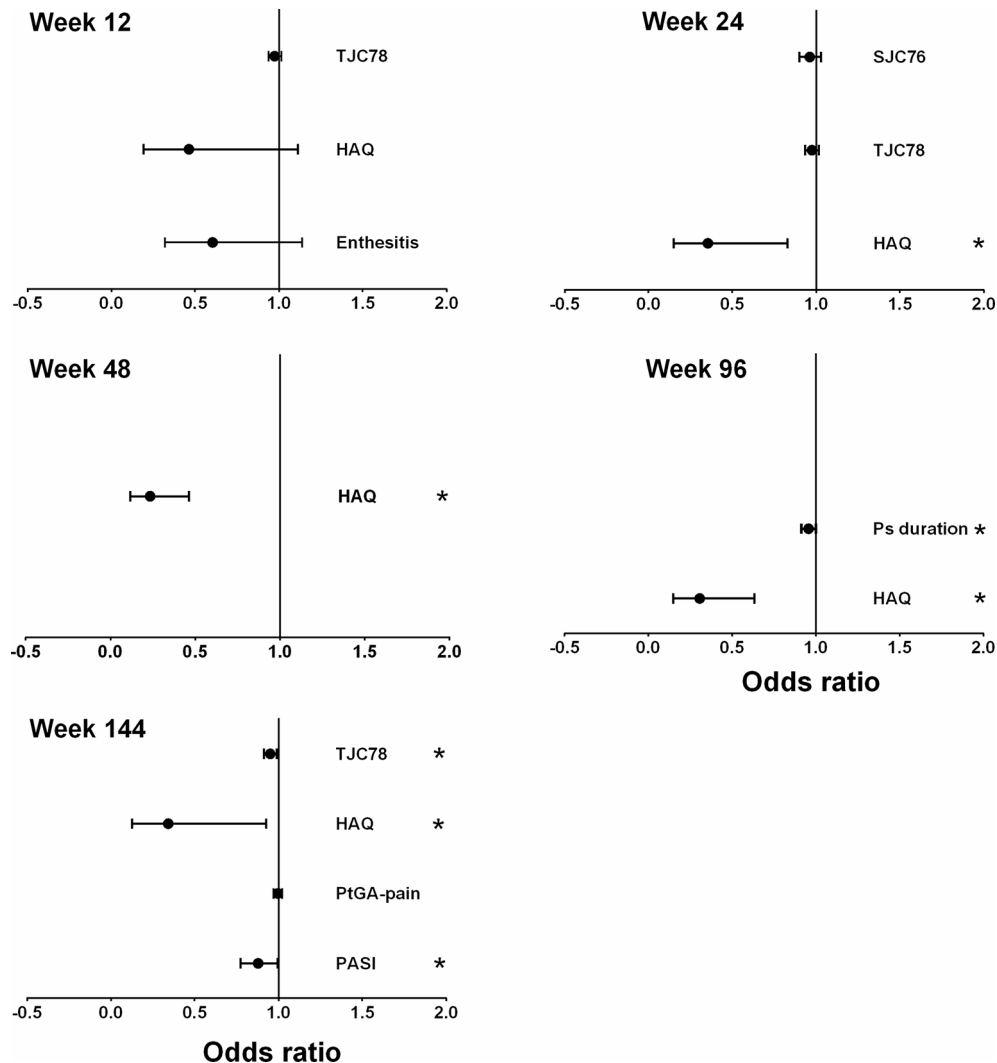 Week 12
TJC78
HAQ
Enthesitis
-0.5 0.0 0.5 1.0 1.5 2.0
Week 24
SJC76
TJC78
HAQ *
-0.5 0.0 0.5 1.0 1.5 2.0
Week 48
HAQ *
-0.5 0.0 0.5 1.0 1.5 2.0
Week 96
Ps duration *
HAQ *
-0.5 0.0 0.5 1.0 1.5 2.0
Odds ratio
Week 144
TJC78 *
HAQ *
PtGA-pain
PASI *
-0.5 0.0 0.5 1.0 1.5 2.0
Odds ratio